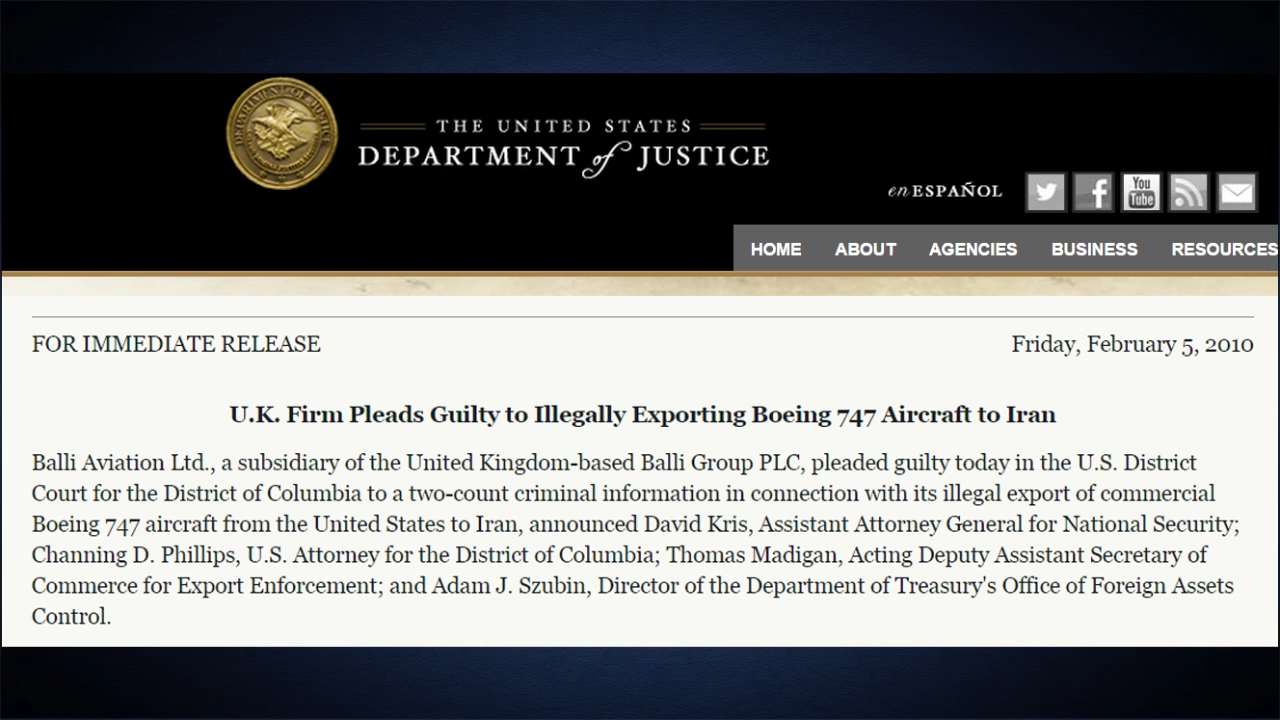 THE UNITED STATES
DEPARTMENT of JUSTICE
en ESPAÑOL
You
Tube
HOME ABOUT AGENCIES BUSINESS RESOURCES
FOR IMMEDIATE RELEASE
Friday, February 5, 2010
U.K. Firm Pleads Guilty to Illegally Exporting Boeing 747 Aircraft to Iran
Balli Aviation Ltd., a subsidiary of the United Kingdom-based Balli Group PLC, pleaded guilty today in the U.S. District
Court for the District of Columbia to a two-count criminal information in connection with its illegal export of commercial
Boeing 747 aircraft from the United States to Iran, announced David Kris, Assistant Attorney General for National Security;
Channing D. Phillips, U.S. Attorney for the District of Columbia; Thomas Madigan, Acting Deputy Assistant Secretary of
Commerce for Export Enforcement; and Adam J. Szubin, Director of the Department of Treasury's Office of Foreign Assets
Control.